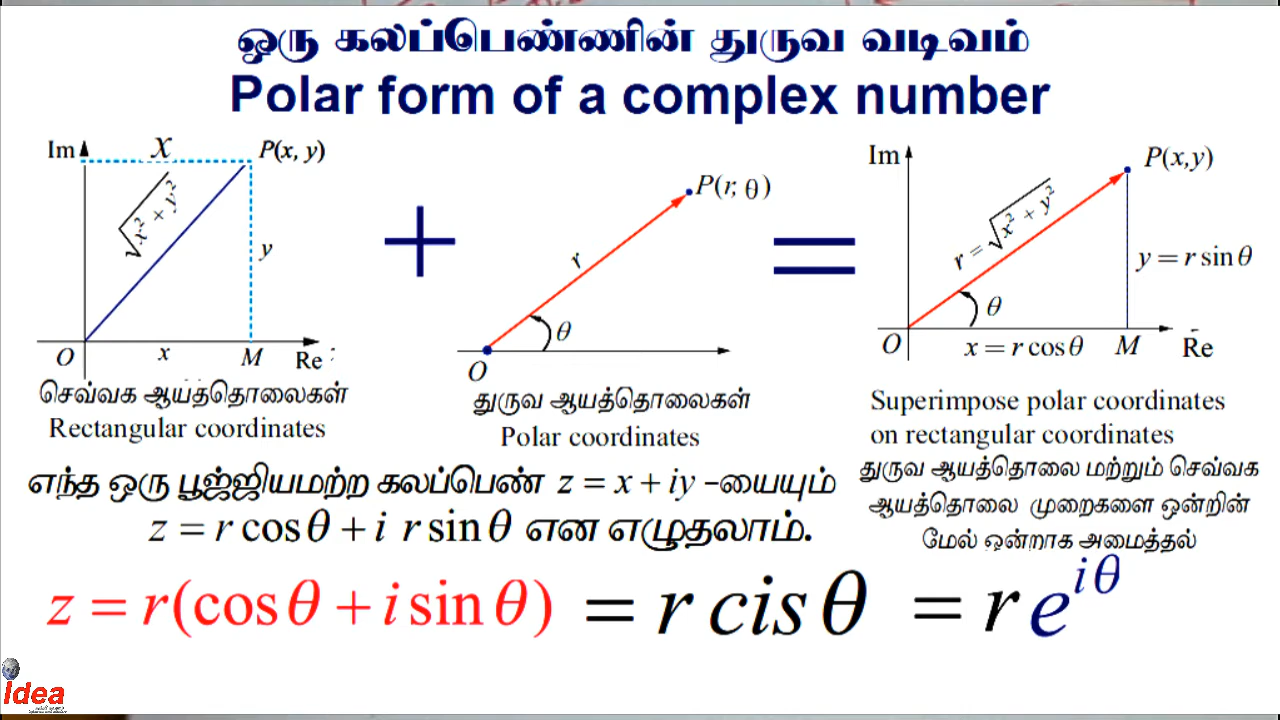 ஒரு கலப்பெண்ணின் துருவ வடிவம்
Polar form of a complex number
Im
x
P(x, y)
√x² + y²
y
O
x
M
Re
செவ்வக ஆயத்தொலைகள்
Rectangular coordinates
+
P(r, θ)
r
θ
O
துருவ ஆயத்தொலைகள்
Polar coordinates
=
Im
P(x,y)
r = √x² + y²
y = r sin θ
θ
O
x = r cos θ
M
Re
Superimpose polar coordinates
on rectangular coordinates
துருவ ஆயத்தொலை மற்றும் செவ்வக
ஆயத்தொலை முறைகளை ஒன்றின்
மேல் ஒன்றாக அமைத்தல்
எந்த ஒரு பூஜ்ஜியமற்ற கலப்பெண் z = x + iy –யையும்
z = r cos θ + i r sin θ என எழுதலாம்.
z = r(cos θ + i sin θ) = r cis θ = r e^{iθ}
Idea